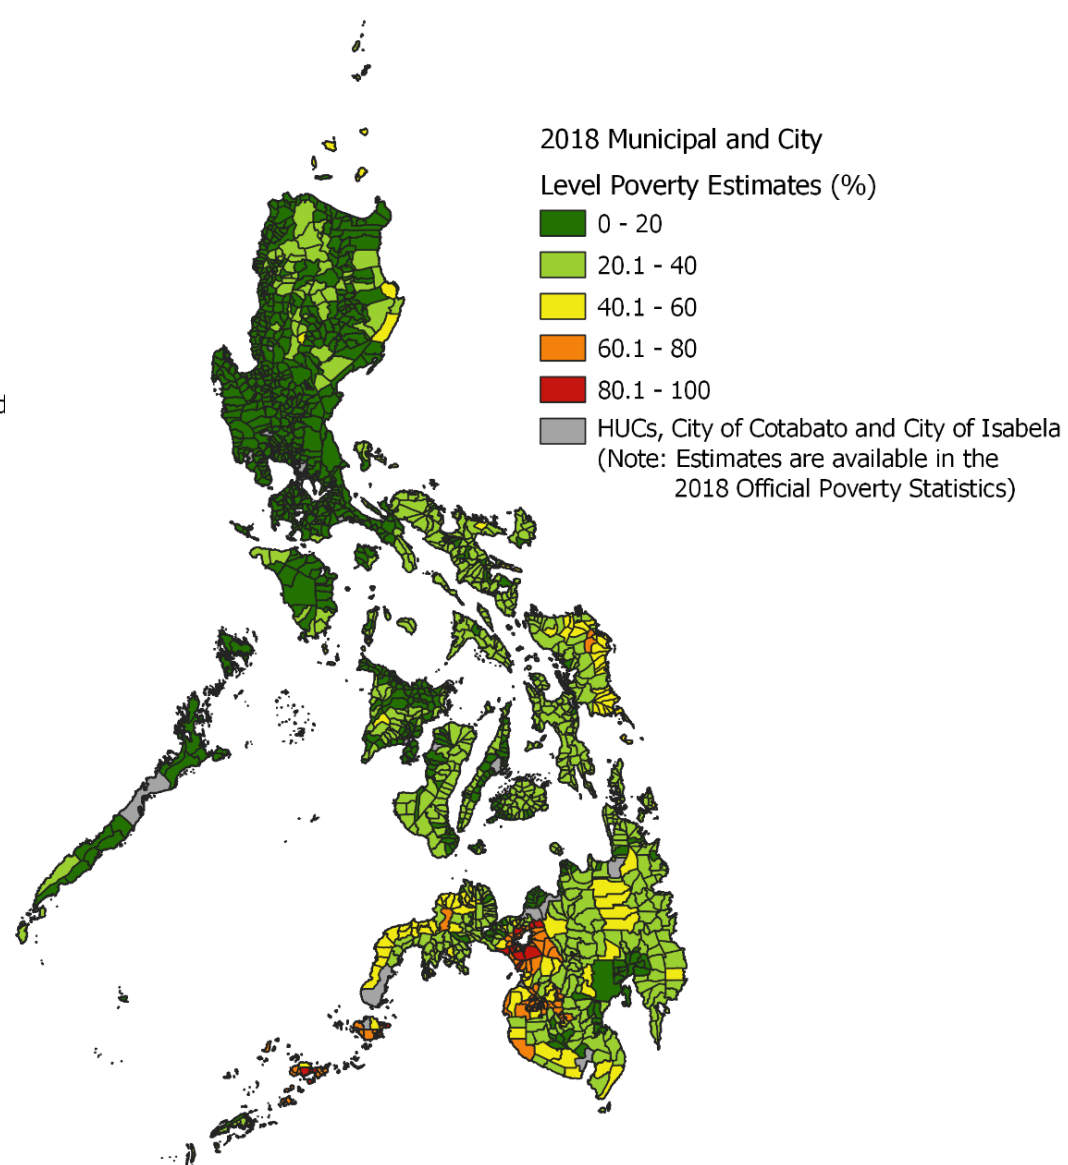 2018 Municipal and City
Level Poverty Estimates (%)
0 - 20
20.1 - 40
40.1 - 60
60.1 - 80
80.1 - 100
HUCs, City of Cotabato and City of Isabela
(Note: Estimates are available in the
2018 Official Poverty Statistics)
d